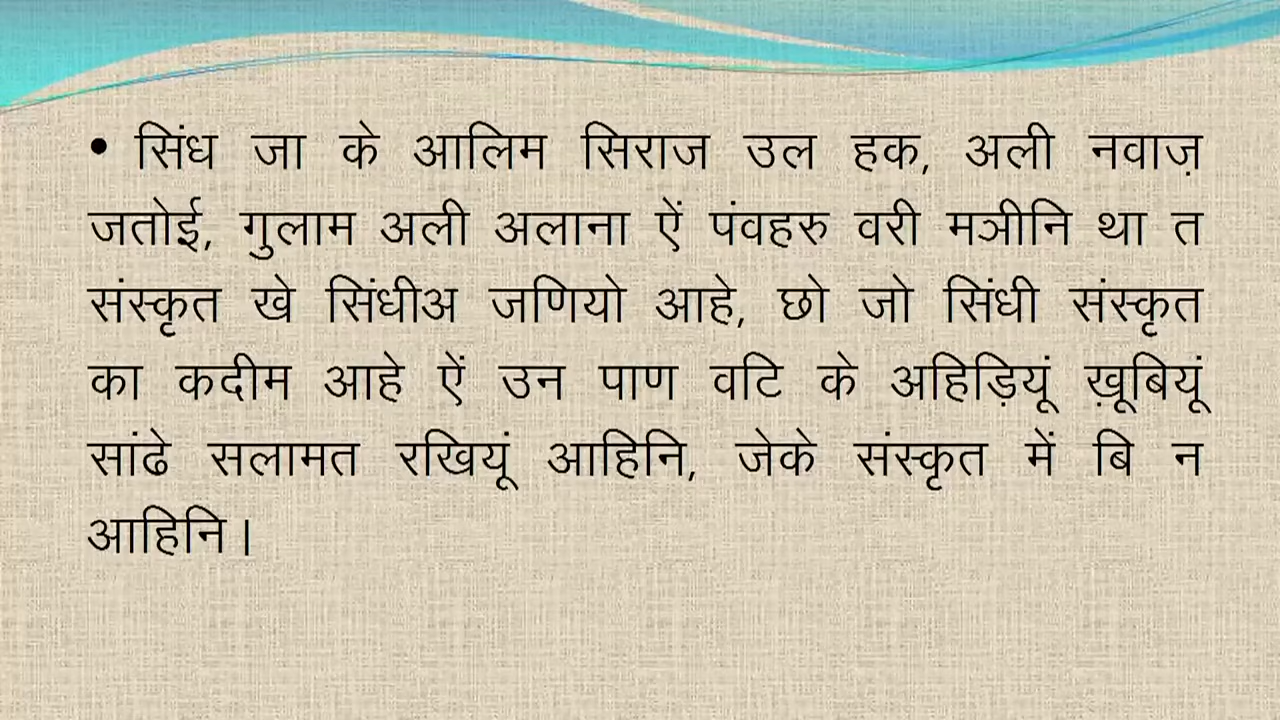 • सिंध जा के आलिम सिराज उल हक, अली नवाज़
जतोई, गुलाम अली अलाना ऐं पंवहरु वरी मञीनि था त
संस्कृत खे सिंधीअ जणियो आहे, छो जो सिंधी संस्कृत
का कदीम आहे ऐं उन पाण वटि के अहिड़ियूं ख़ूबियूं
सांढे सलामत रखियूं आहिनि, जेके संस्कृत में बि न
आहिनि।